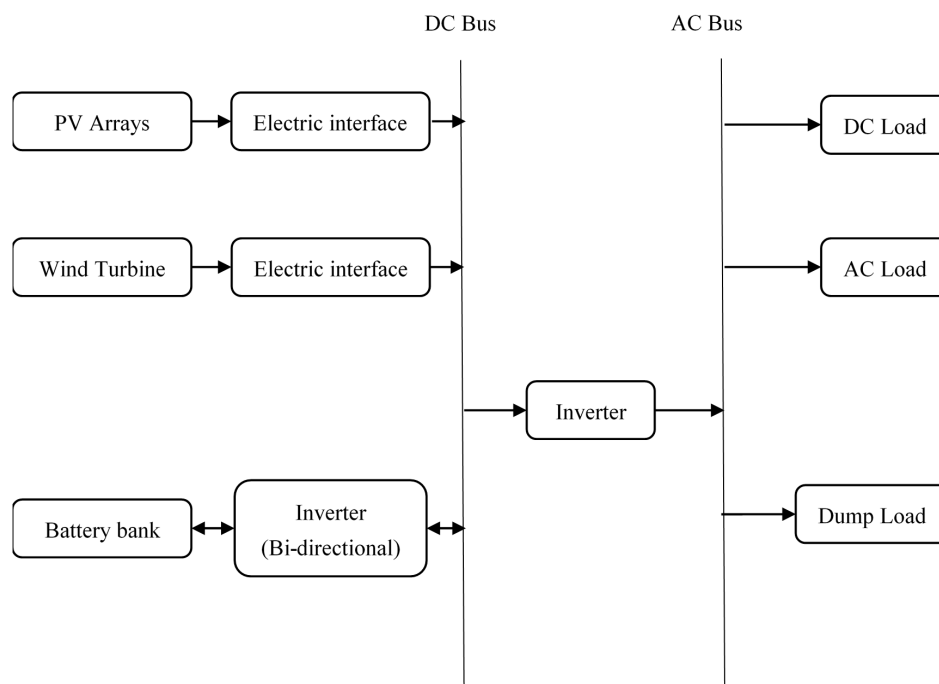 DC Bus
AC Bus
PV Arrays
Electric interface
DC Load
Wind Turbine
Electric interface
AC Load
Inverter
Battery bank
Inverter
(Bi-directional)
Dump Load